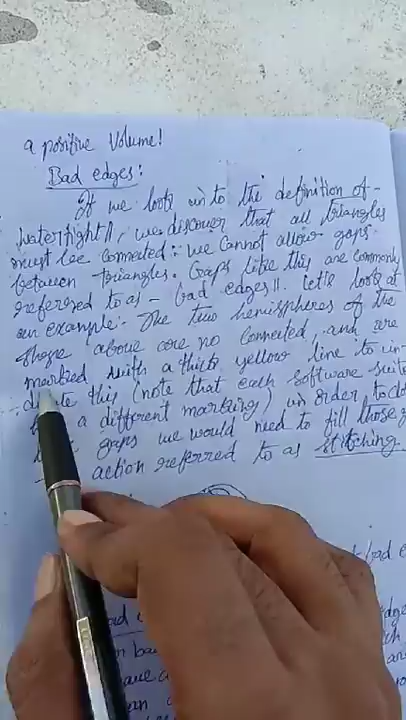 a positive Volume!
Bad edges:
If we look in to the definition of -
watertight, we discover that all triangles
must be connected: we cannot allow gaps
between triangles. Gaps like this are commonly
refered to as - bad edges. Let's look at
an example:- The two hemispheres of the
shape above are no connected, and are
marked with a thick yellow line to in-
this (note that each software suite
a different marking) in order to clo
gaps we would need to fill those
action referred to as stitching.